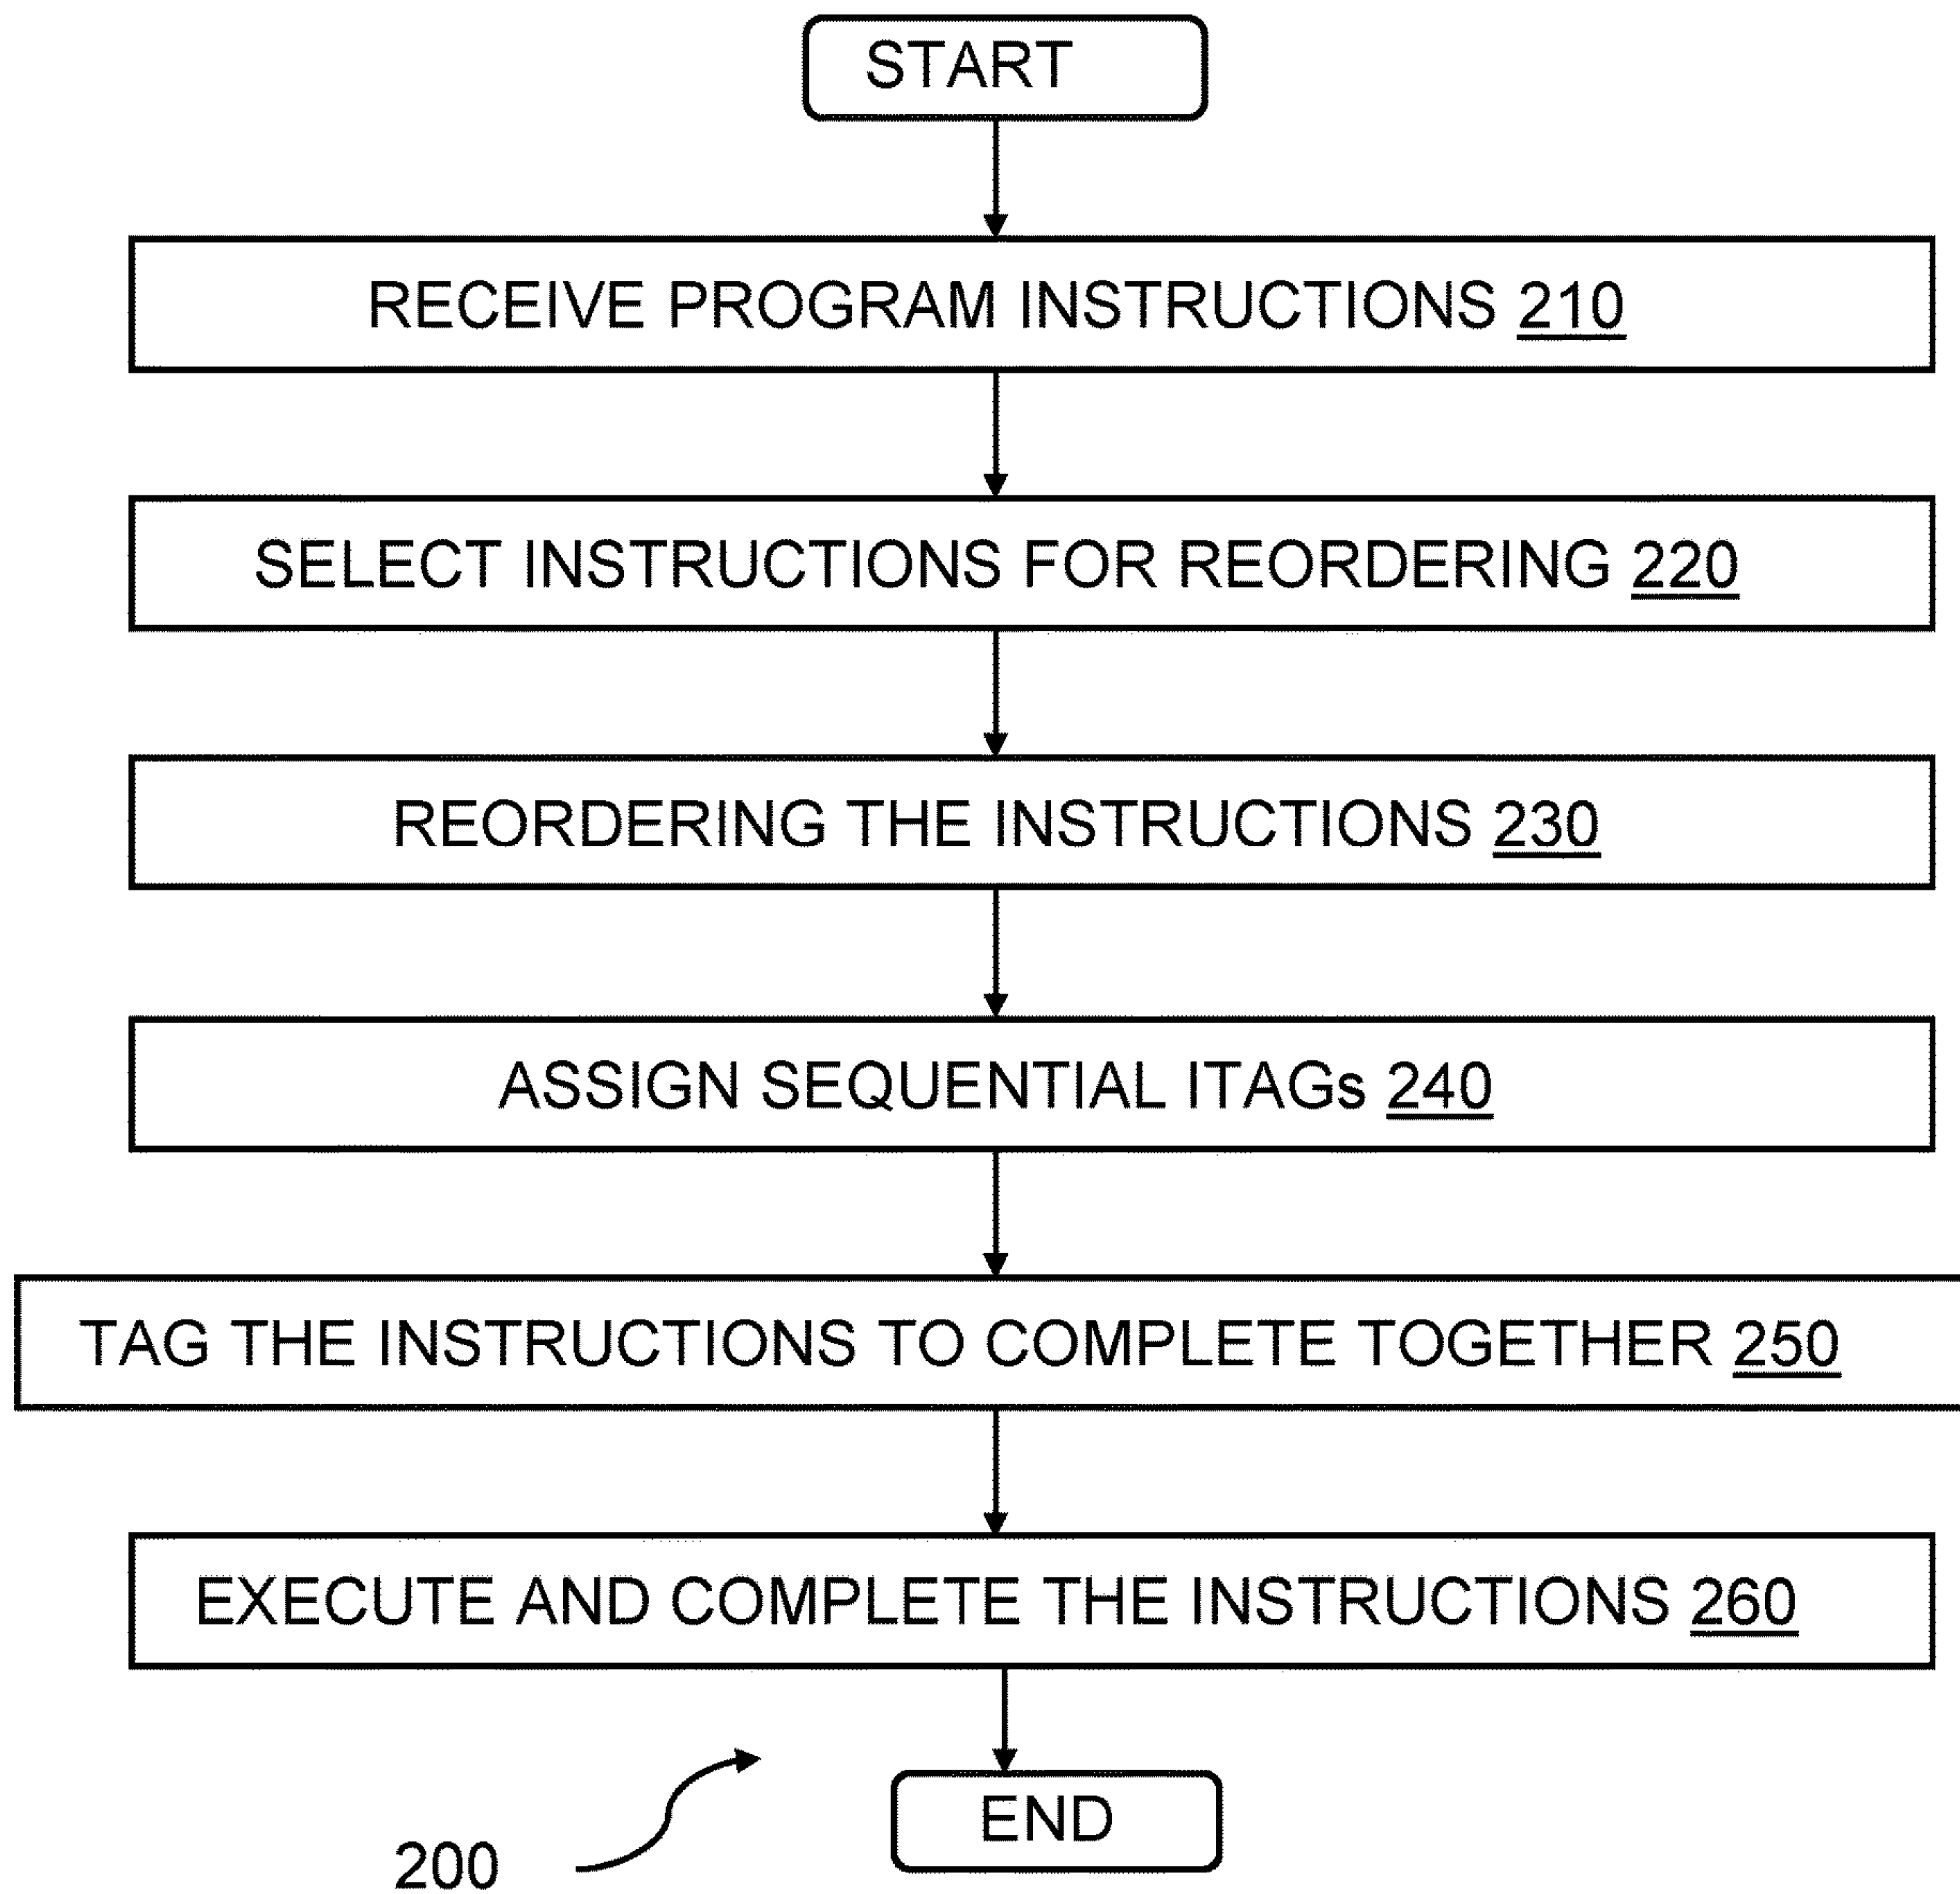 START
RECEIVE PROGRAM INSTRUCTIONS 210
SELECT INSTRUCTIONS FOR REORDERING 220
REORDERING THE INSTRUCTIONS 230
ASSIGN SEQUENTIAL ITAGs 240
TAG THE INSTRUCTIONS TO COMPLETE TOGETHER 250
EXECUTE AND COMPLETE THE INSTRUCTIONS 260
END
200